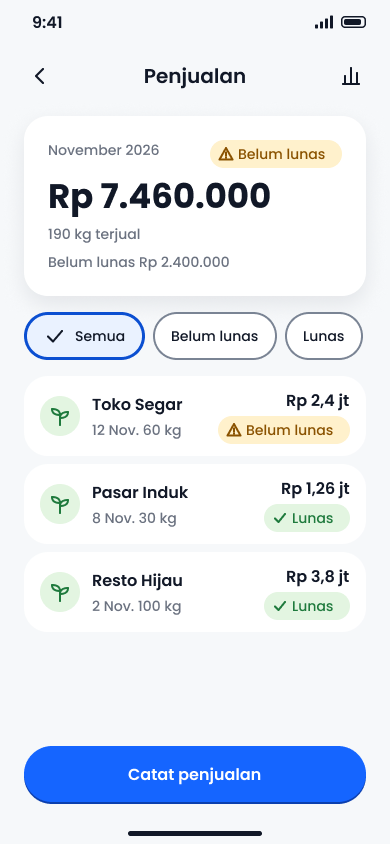 9:41
Penjualan
November 2026
Belum lunas
Rp 7.460.000
190 kg terjual
Belum lunas Rp 2.400.000
Semua
Belum lunas
Lunas
Toko Segar
Rp 2,4 jt
12 Nov. 60 kg
Belum lunas
Pasar Induk
Rp 1,26 jt
8 Nov. 30 kg
Lunas
Resto Hijau
Rp 3,8 jt
2 Nov. 100 kg
Lunas
Catat penjualan